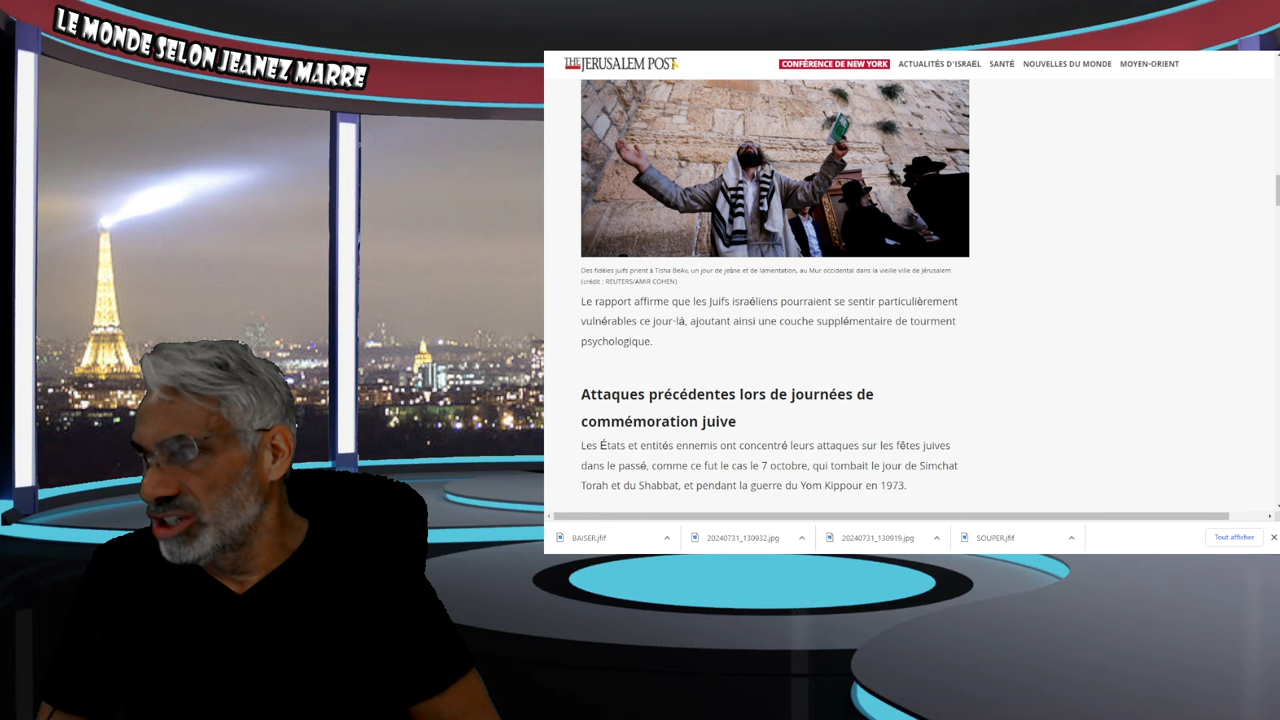 LE MONDE SELON JEANEZ MARRE
THE JERUSALEM POST
CONFÉRENCE DE NEW YORK ACTUALITÉS D'ISRAËL SANTÉ NOUVELLES DU MONDE MOYEN-ORIENT
Des fidèles juifs prient à Tisha BeAv, un jour de jeûne et de lamentation, au Mur occidental dans la vieille ville de Jérusalem
(crédit : REUTERS/AMIR COHEN)
Le rapport affirme que les Juifs israéliens pourraient se sentir particulièrement
vulnérables ce jour-là, ajoutant ainsi une couche supplémentaire de tourment
psychologique.
Attaques précédentes lors de journées de
commémoration juive
Les États et entités ennemis ont concentré leurs attaques sur les fêtes juives
dans le passé, comme ce fut le cas le 7 octobre, qui tombait le jour de Simchat
Torah et du Shabbat, et pendant la guerre du Yom Kippour en 1973.
BAISER.jfif 20240731_130932.jpg 20240731_130919.jpg SOUPER.jfif Tout afficher